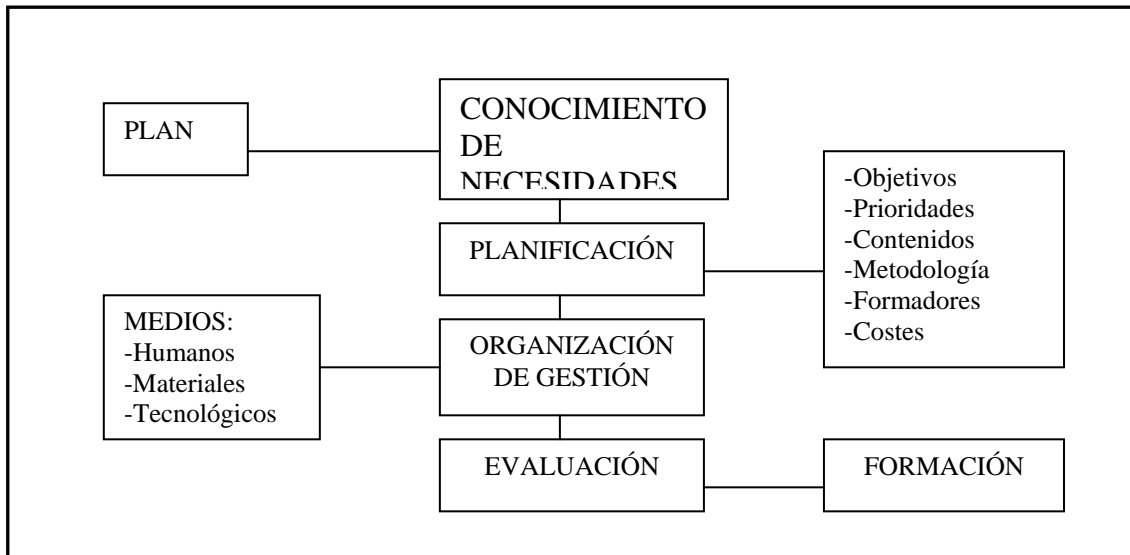 PLAN
CONOCIMIENTO
DE
NECESIDADES
PLANIFICACIÓN
-Objetivos
-Prioridades
-Contenidos
-Metodología
-Formadores
-Costes
MEDIOS:
-Humanos
-Materiales
-Tecnológicos
ORGANIZACIÓN
DE GESTIÓN
EVALUACIÓN
FORMACIÓN